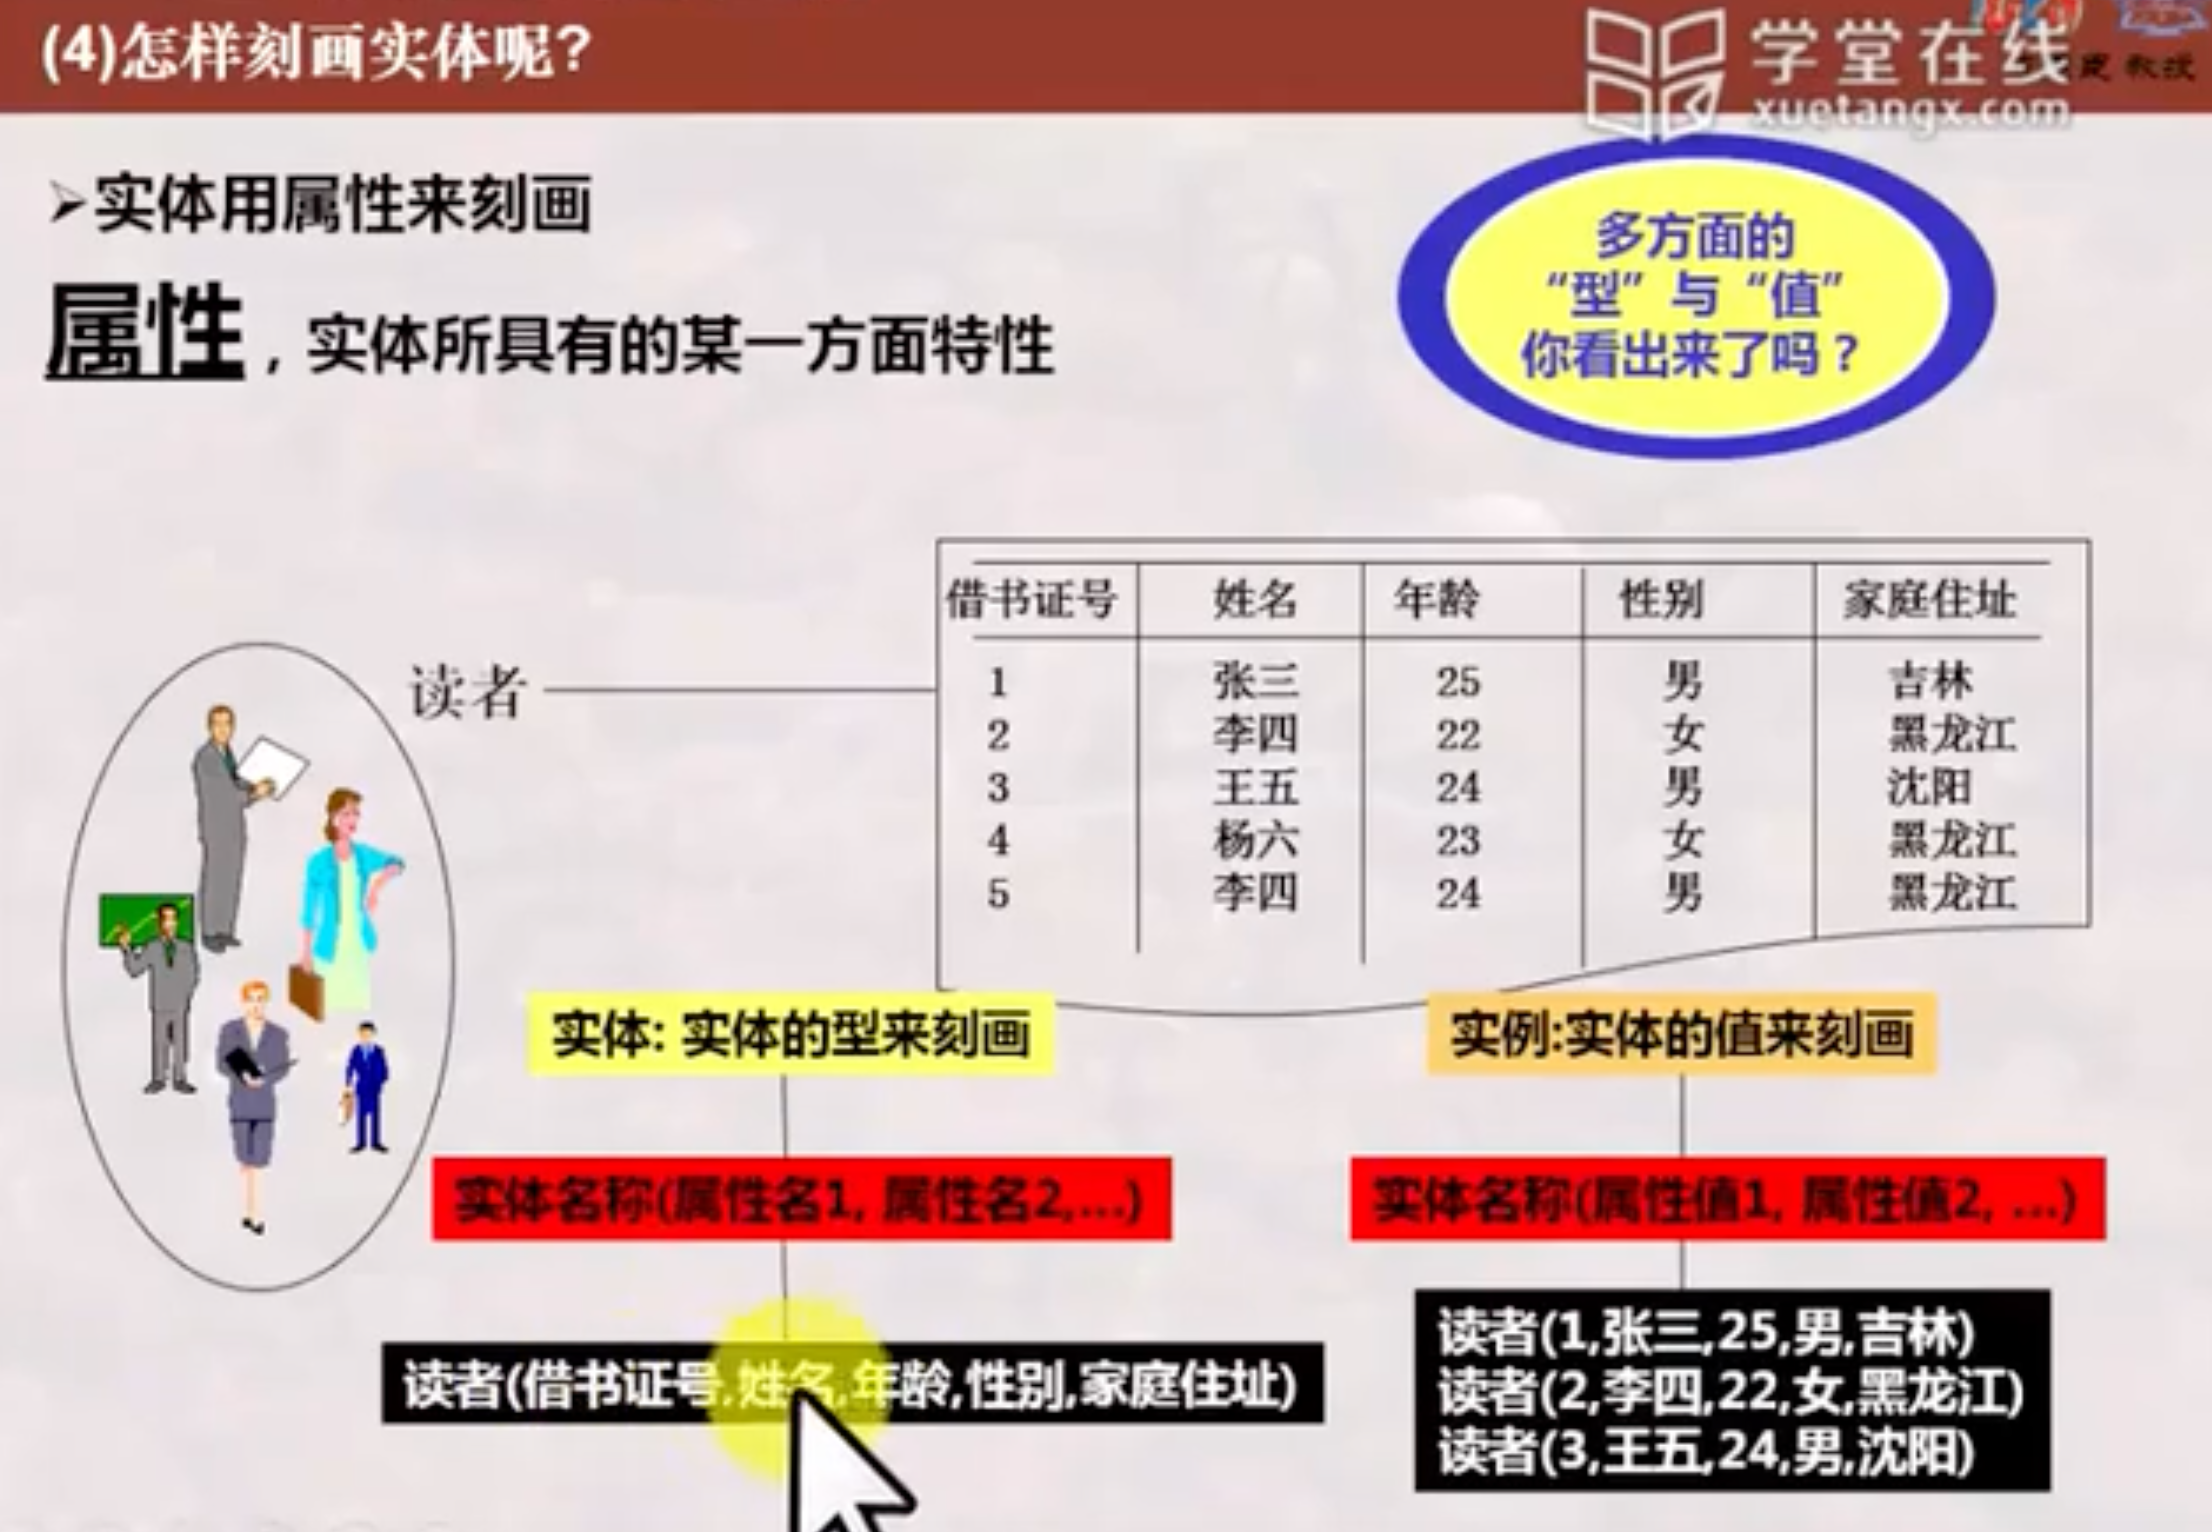 (4)怎样刻画实体呢?
学堂在线
教授
xuetangx.com
➢实体用属性来刻画
属性，实体所具有的某一方面特性
多方面的
“型”与“值”
你看出来了吗？
读者
借书证号 姓名 年龄 性别 家庭住址
1 张三 25 男 吉林
2 李四 22 女 黑龙江
3 王五 24 男 沈阳
4 杨六 23 女 黑龙江
5 李四 24 男 黑龙江
实体: 实体的型来刻画
实例:实体的值来刻画
实体名称(属性名1, 属性名2,...)
实体名称(属性值1, 属性值2, ...)
读者(借书证号,姓名,年龄,性别,家庭住址)
读者(1,张三,25,男,吉林)
读者(2,李四,22,女,黑龙江)
读者(3,王五,24,男,沈阳)